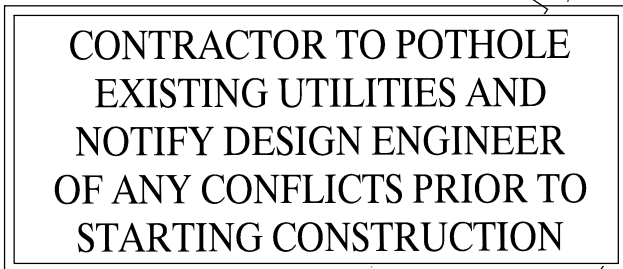 CONTRACTOR TO POTHOLE
EXISTING UTILITIES AND
NOTIFY DESIGN ENGINEER
OF ANY CONFLICTS PRIOR TO
STARTING CONSTRUCTION